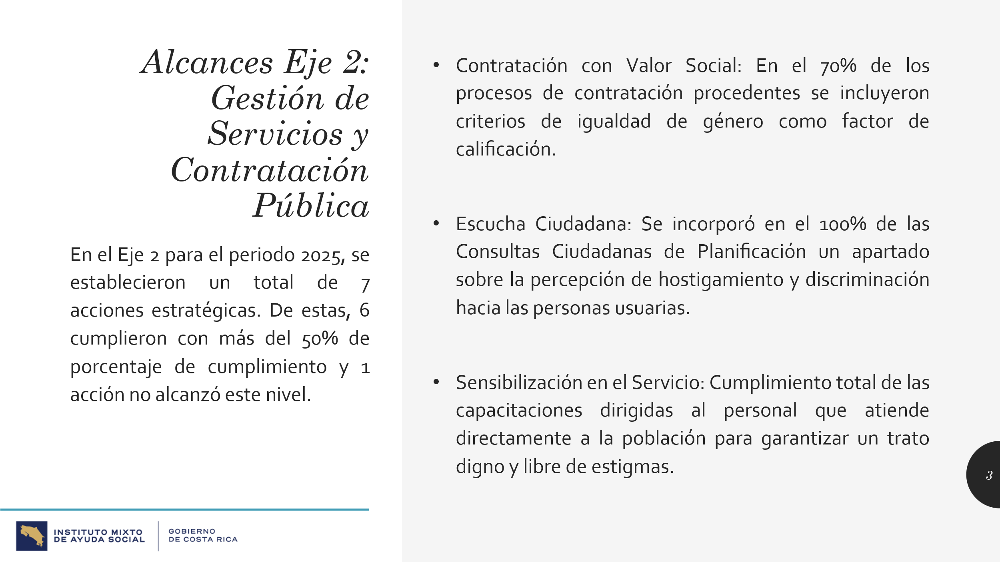 Alcances Eje 2:
Gestión de
Servicios y
Contratación
Pública
En el Eje 2 para el periodo 2025, se
establecieron un total de 7
acciones estratégicas. De estas, 6
cumplieron con más del 50% de
porcentaje de cumplimiento y 1
acción no alcanzó este nivel.
• Contratación con Valor Social: En el 70% de los
procesos de contratación procedentes se incluyeron
criterios de igualdad de género como factor de
calificación.
• Escucha Ciudadana: Se incorporó en el 100% de las
Consultas Ciudadanas de Planificación un apartado
sobre la percepción de hostigamiento y discriminación
hacia las personas usuarias.
• Sensibilización en el Servicio: Cumplimiento total de las
capacitaciones dirigidas al personal que atiende
directamente a la población para garantizar un trato
digno y libre de estigmas.
3
INSTITUTO MIXTO
DE AYUDA SOCIAL
GOBIERNO
DE COSTA RICA